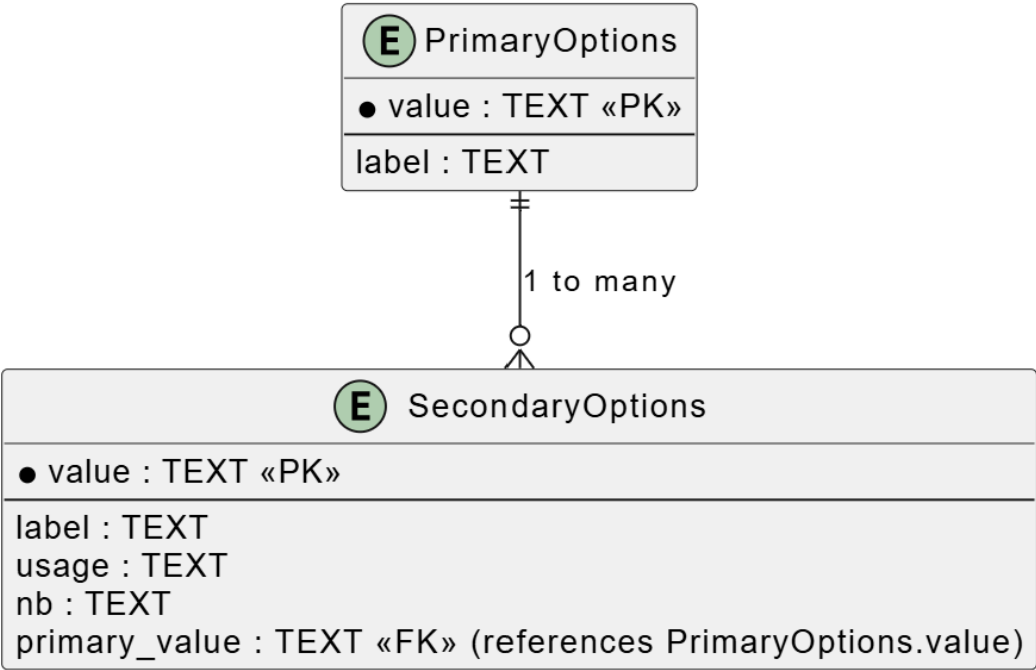 E PrimaryOptions
value : TEXT «PK»
label : TEXT
1 to many
E SecondaryOptions
value : TEXT «PK»
label : TEXT
usage : TEXT
nb : TEXT
primary_value : TEXT «FK» (references PrimaryOptions.value)